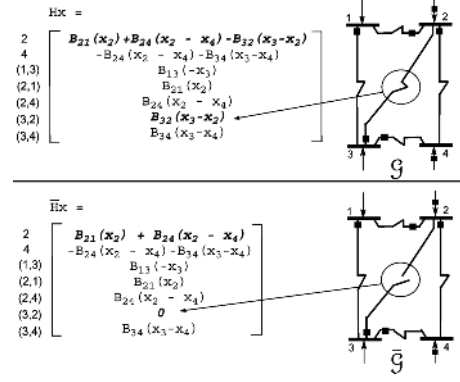 Hx =
2 B21(x2)+B24(x2 - x4)-B32(x3-x2)
4 -B24(x2 - x4)-B34(x3-x4)
(1,3) B13(-x3)
(2,1) B21(x2)
(2,4) B24(x2 - x4)
(3,2) B32(x3-x2)
(3,4) B34(x3-x4)
1 2
3 4
G
H̅x =
2 B21(x2) + B24(x2 - x4)
4 -B24(x2 - x4)-B34(x3-x4)
(1,3) B13(-x3)
(2,1) B21(x2)
(2,4) B24(x2 - x4)
(3,2) 0
(3,4) B34(x3-x4)
1 2
3 4
G̅